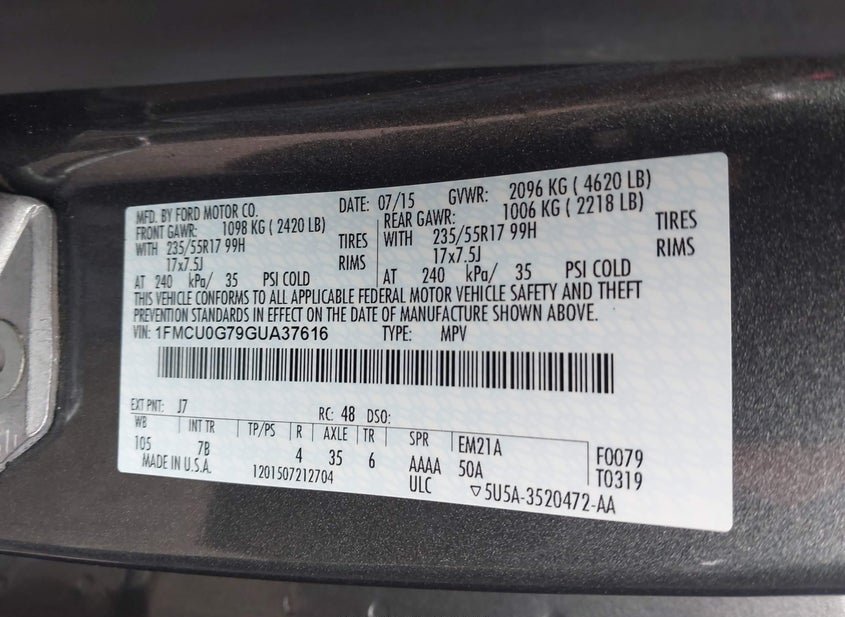 MFD. BY FORD MOTOR CO.
DATE: 07/15 GVWR: 2096 KG ( 4620 LB)
FRONT GAWR: 1098 KG ( 2420 LB) REAR GAWR: 1006 KG ( 2218 LB)
WITH 235/55R17 99H TIRES WITH 235/55R17 99H TIRES
17x7.5J RIMS 17x7.5J RIMS
AT 240 kPa/ 35 PSI COLD AT 240 kPa/ 35 PSI COLD
THIS VEHICLE CONFORMS TO ALL APPLICABLE FEDERAL MOTOR VEHICLE SAFETY AND THEFT
PREVENTION STANDARDS IN EFFECT ON THE DATE OF MANUFACTURE SHOWN ABOVE.
VIN: 1FMCU0G79GUA37616 TYPE: MPV
EXT PNT: J7 RC: 48 DSO:
WB INT TR TP/PS R AXLE TR SPR EM21A F0079
105 7B 4 35 6 AAAA 50A T0319
MADE IN U.S.A. 1201507212704 ULC ▽5U5A-3520472-AA